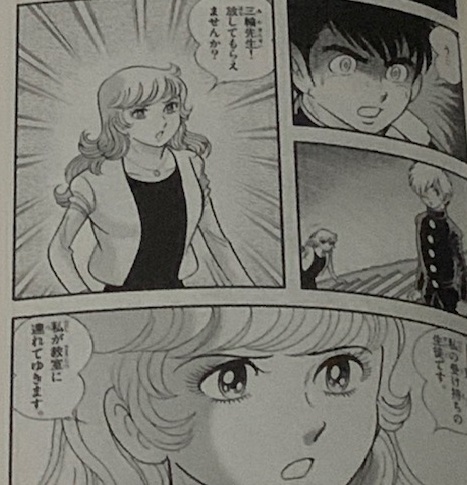 ？
三輪先生！
放してもらえ
ませんか？
私の受け持ちの
生徒です。
私が教室に
連れてゆきます。